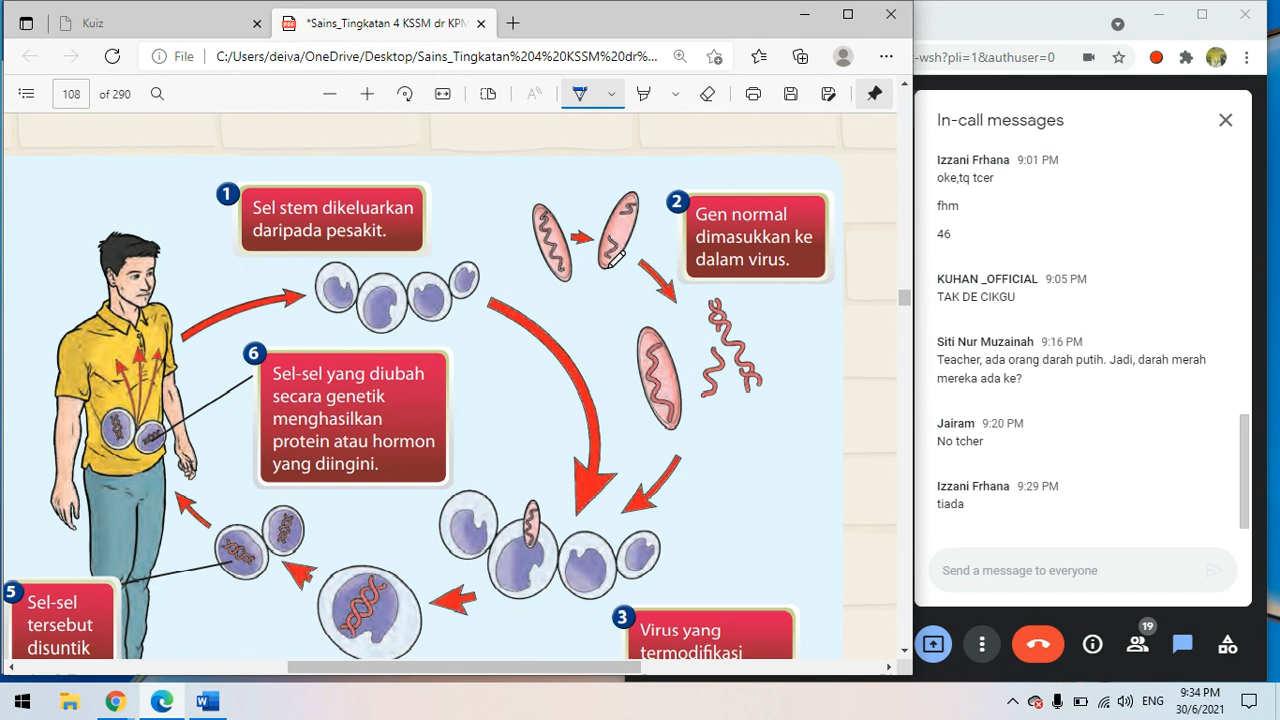 Kuiz
*Sains_Tingkatan 4 KSSM dr KPM
File
C:/Users/deiva/OneDrive/Desktop/Sains_Tingkatan%204%20KSSM%20dr%...
-wsh?pli=1&authuser=0
108
of 290
1
Sel stem dikeluarkan
daripada pesakit.
2
Gen normal
dimasukkan ke
dalam virus.
6
Sel-sel yang diubah
secara genetik
menghasilkan
protein atau hormon
yang diingini.
5
Sel-sel
tersebut
disuntik
3
Virus yang
termodifikasi
In-call messages
Izzani Frhana 9:01 PM
oke,tq tcer
fhm
46
KUHAN _OFFICIAL 9:05 PM
TAK DE CIKGU
Siti Nur Muzainah 9:16 PM
Teacher, ada orang darah putih. Jadi, darah merah
mereka ada ke?
Jairam 9:20 PM
No tcher
Izzani Frhana 9:29 PM
tiada
Send a message to everyone
19
ENG
9:34 PM
30/6/2021